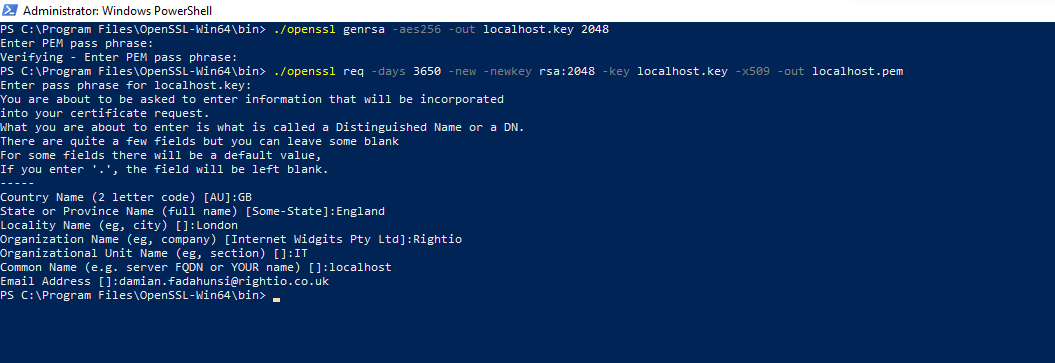 Administrator: Windows PowerShell
PS C:\Program Files\OpenSSL-Win64\bin> ./openssl genrsa -aes256 -out localhost.key 2048
Enter PEM pass phrase:
Verifying - Enter PEM pass phrase:
PS C:\Program Files\OpenSSL-Win64\bin> ./openssl req -days 3650 -new -newkey rsa:2048 -key localhost.key -x509 -out localhost.pem
Enter pass phrase for localhost.key:
You are about to be asked to enter information that will be incorporated
into your certificate request.
What you are about to enter is what is called a Distinguished Name or a DN.
There are quite a few fields but you can leave some blank
For some fields there will be a default value,
If you enter '.', the field will be left blank.
-----
Country Name (2 letter code) [AU]:GB
State or Province Name (full name) [Some-State]:England
Locality Name (eg, city) []:London
Organization Name (eg, company) [Internet Widgits Pty Ltd]:Rightio
Organizational Unit Name (eg, section) []:IT
Common Name (e.g. server FQDN or YOUR name) []:localhost
Email Address []:damian.fadahunsi@rightio.co.uk
PS C:\Program Files\OpenSSL-Win64\bin>